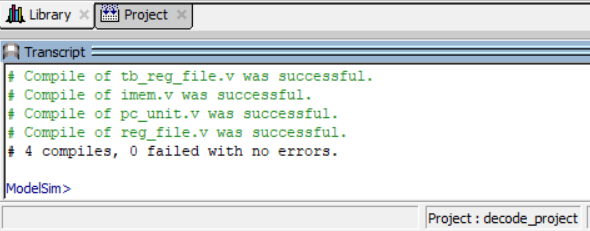 Library
Project
Transcript
# Compile of tb_reg_file.v was successful.
# Compile of imem.v was successful.
# Compile of pc_unit.v was successful.
# Compile of reg_file.v was successful.
# 4 compiles, 0 failed with no errors.
ModelSim>
Project : decode_project